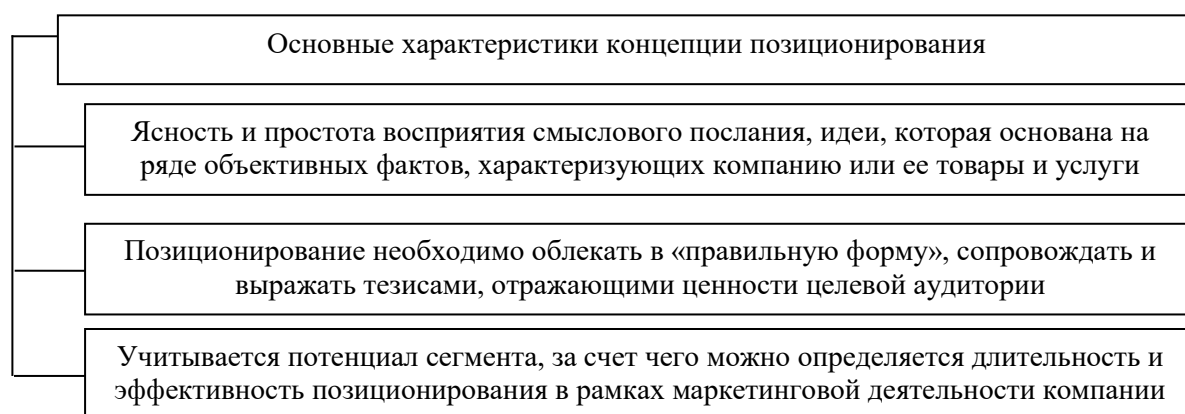 Основные характеристики концепции позиционирования
Ясность и простота восприятия смыслового послания, идеи, которая основана на
ряде объективных фактов, характеризующих компанию или ее товары и услуги
Позиционирование необходимо облекать в «правильную форму», сопровождать и
выражать тезисами, отражающими ценности целевой аудитории
Учитывается потенциал сегмента, за счет чего можно определяется длительность и
эффективность позиционирования в рамках маркетинговой деятельности компании